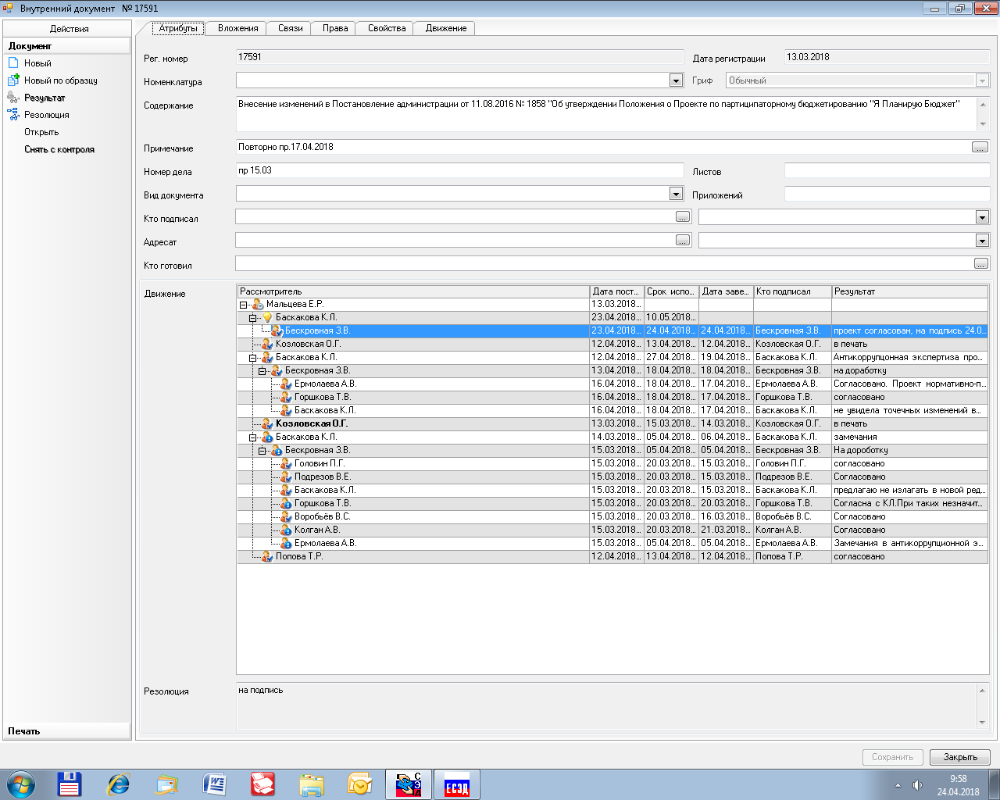 Внутренний документ № 17591
Действия
Документ
Новый
Новый по образцу
Результат
Резолюция
Открыть
Снять с контроля
Печать
Атрибуты Вложения Связи Права Свойства Движение
Рег. номер 17591 Дата регистрации 13.03.2018
Номенклатура Гриф Обычный
Содержание Внесение изменений в Постановление администрации от 11.08.2016 № 1858 "Об утверждении Положения о Проекте по партиципаторному бюджетированию "Я Планирую Бюджет"
Примечание Повторно пр.17.04.2018 ...
Номер дела пр 15.03 Листов
Вид документа Приложений
Кто подписал ...
Адресат ...
Кто готовил ...
Движение
Рассмотритель Дата пост... Срок испо... Дата заве... Кто подписал Результат
Мальцева Е.Р. 13.03.2018...
Баскакова К.Л. 23.04.2018... 10.05.2018...
Бескровная З.В. 23.04.2018... 24.04.2018... 24.04.2018... Бескровная З.В. проект согласован, на подпись 24.0...
Козловская О.Г. 12.04.2018... 13.04.2018... 12.04.2018... Козловская О.Г. в печать
Баскакова К.Л. 12.04.2018... 27.04.2018... 19.04.2018... Баскакова К.Л. Антикоррупцонная экспертиза про...
Бескровная З.В. 13.04.2018... 18.04.2018... 18.04.2018... Бескровная З.В. на доработку
Ермолаева А.В. 16.04.2018... 18.04.2018... 17.04.2018... Ермолаева А.В. Согласовано. Проект нормативно-п...
Горшкова Т.В. 16.04.2018... 18.04.2018... 17.04.2018... Горшкова Т.В. согласовано
Баскакова К.Л. 16.04.2018... 18.04.2018... 17.04.2018... Баскакова К.Л. не увидела точечных изменений в...
Козловская О.Г. 13.03.2018... 15.03.2018... 14.03.2018... Козловская О.Г. в печать
Баскакова К.Л. 14.03.2018... 05.04.2018... 06.04.2018... Баскакова К.Л. замечания
Бескровная З.В. 15.03.2018... 05.04.2018... 05.04.2018... Бескровная З.В. На дороботку
Головин П.Г. 15.03.2018... 20.03.2018... 15.03.2018... Головин П.Г. согласовано
Подрезов В.Е. 15.03.2018... 20.03.2018... 15.03.2018... Подрезов В.Е. Согласовано
Баскакова К.Л. 15.03.2018... 20.03.2018... 15.03.2018... Баскакова К.Л. предлагаю не излагать в новой ред...
Горшкова Т.В. 15.03.2018... 20.03.2018... 20.03.2018... Горшкова Т.В. Согласна с КЛ.При таких незначит...
Воробьёв В.С. 15.03.2018... 20.03.2018... 16.03.2018... Воробьёв В.С. Согласовано
Колган А.В. 15.03.2018... 20.03.2018... 21.03.2018... Колган А.В. Согласовано
Ермолаева А.В. 15.03.2018... 05.04.2018... 05.04.2018... Ермолаева А.В. Замечания в антикоррупционной э...
Попова Т.Р. 12.04.2018... 13.04.2018... 12.04.2018... Попова Т.Р. согласовано
Резолюция на подпись
Сохранить Закрыть
СЭД
ЕСЭД
9:58
24.04.2018